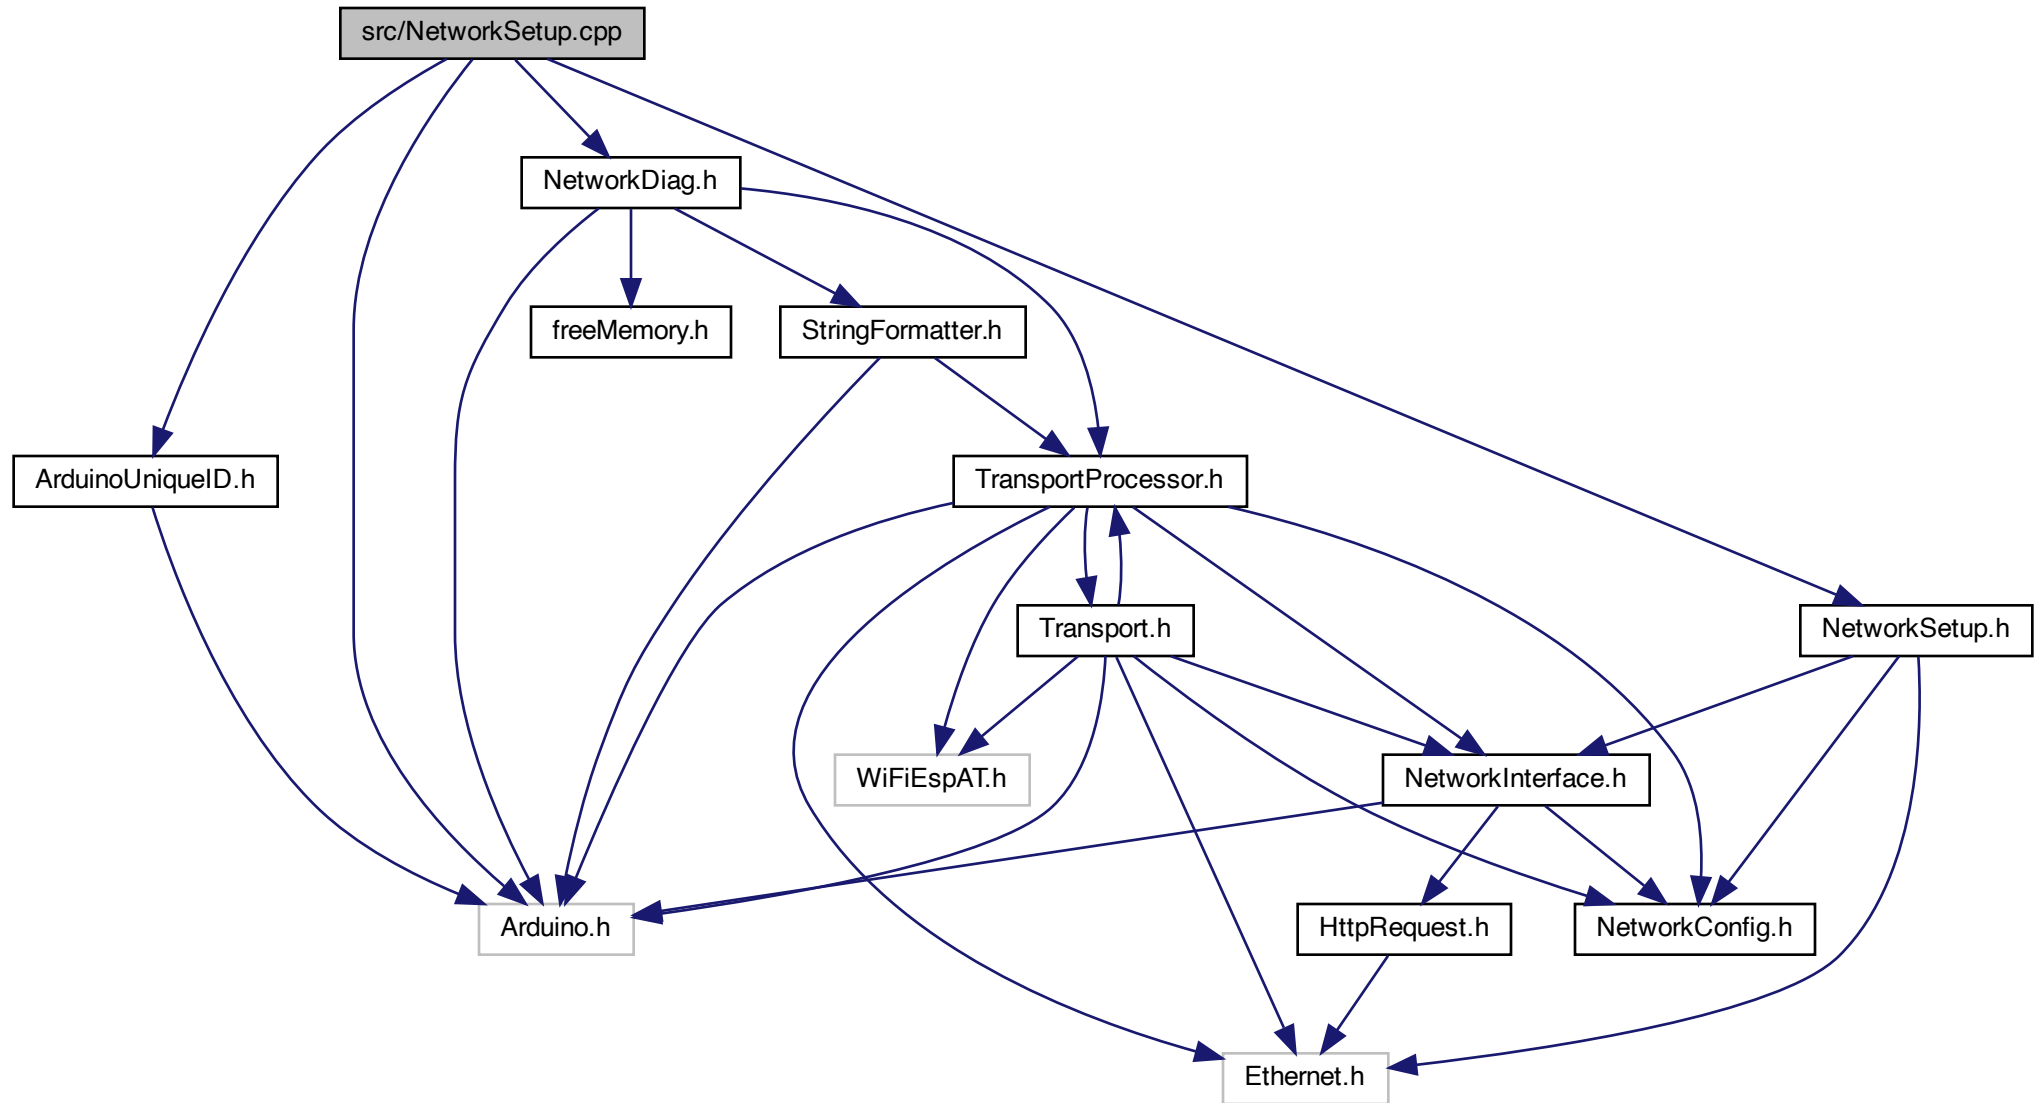 src/NetworkSetup.cpp
NetworkDiag.h
freeMemory.h
StringFormatter.h
ArduinoUniqueID.h
TransportProcessor.h
Transport.h
NetworkSetup.h
WiFiEspAT.h
NetworkInterface.h
Arduino.h
HttpRequest.h
NetworkConfig.h
Ethernet.h